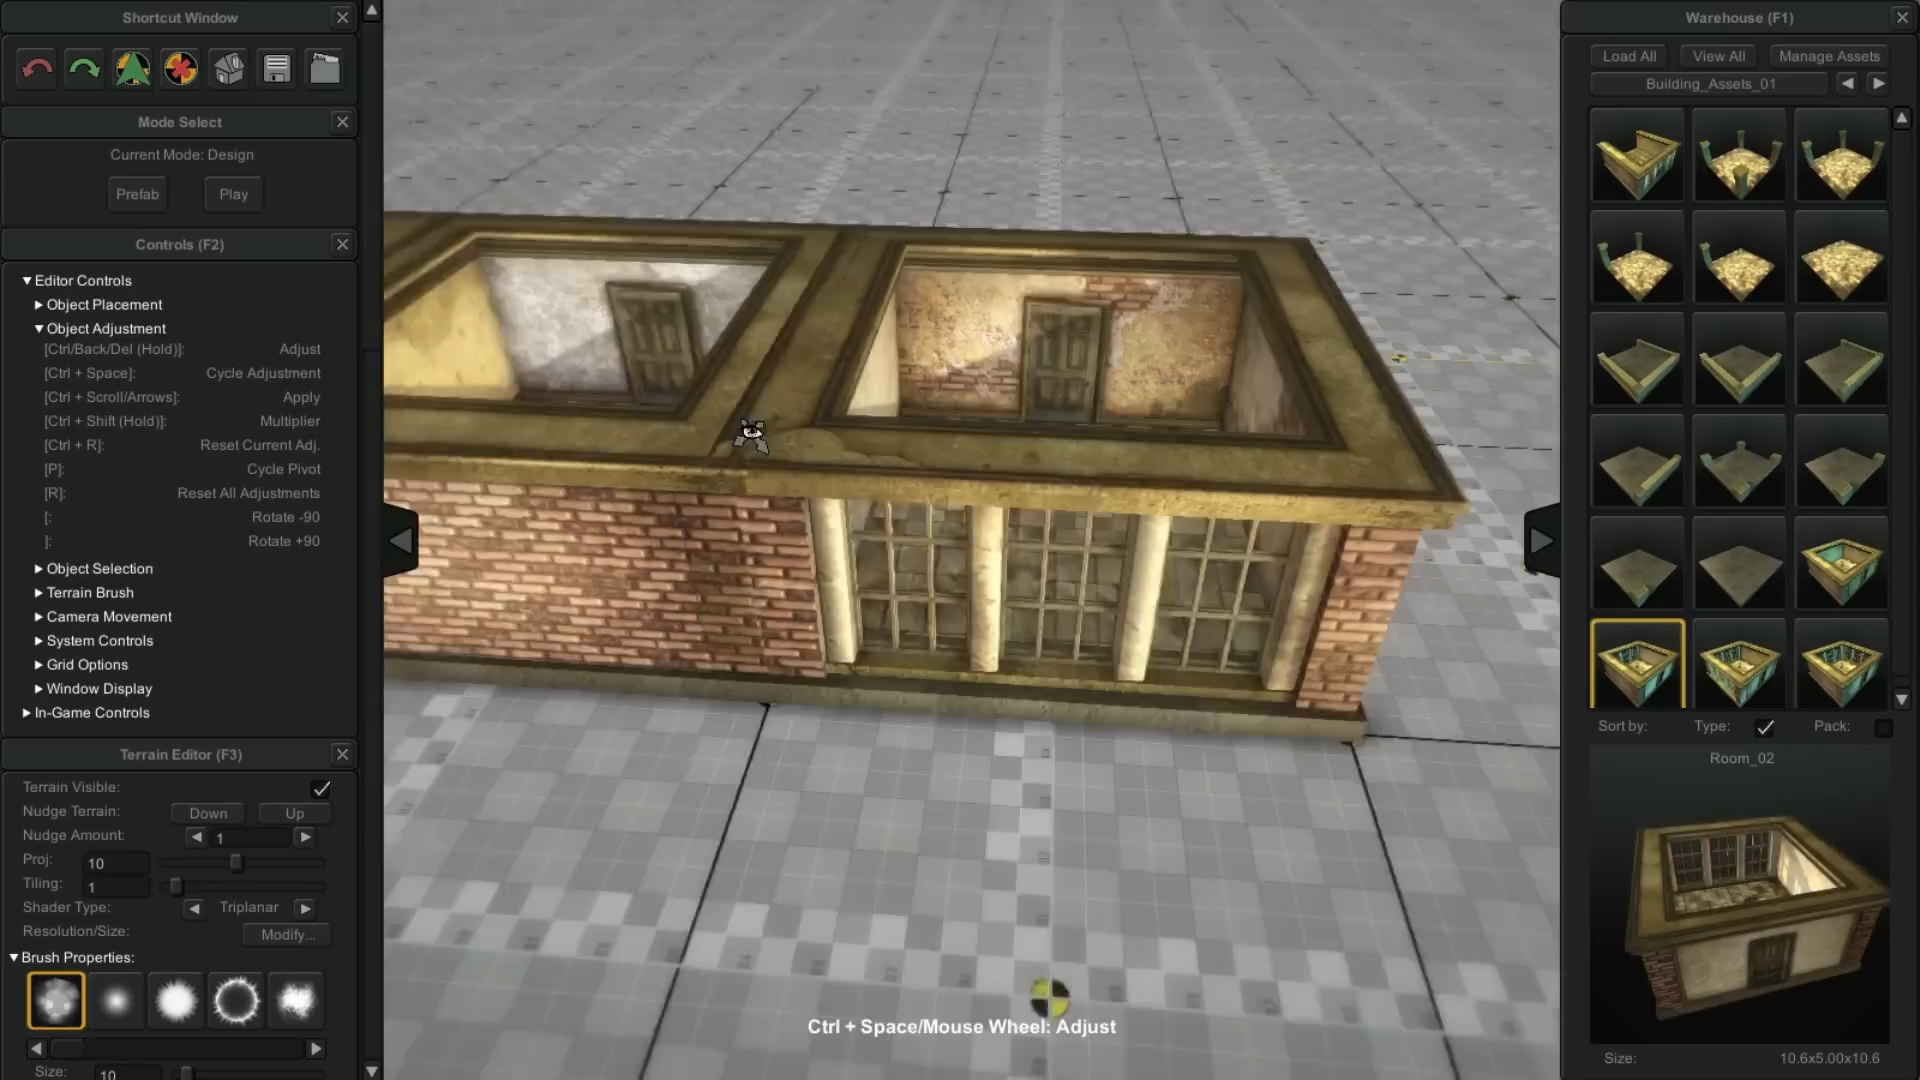 Shortcut Window
Mode Select
Current Mode: Design
Prefab
Play
Controls (F2)
Editor Controls
Object Placement
Object Adjustment
[Ctrl/Back/Del (Hold)]: Adjust
[Ctrl + Space]: Cycle Adjustment
[Ctrl + Scroll/Arrows]: Apply
[Ctrl + Shift (Hold)]: Multiplier
[Ctrl + R]: Reset Current Adj.
[P]: Cycle Pivot
[R]: Reset All Adjustments
[: Rotate -90
]: Rotate +90
Object Selection
Terrain Brush
Camera Movement
System Controls
Grid Options
Window Display
In-Game Controls
Terrain Editor (F3)
Terrain Visible:
Nudge Terrain: Down Up
Nudge Amount: 1
Proj: 10
Tiling: 1
Shader Type: Triplanar
Resolution/Size: Modify...
Brush Properties:
Size: 10
Ctrl + Space/Mouse Wheel: Adjust
Warehouse (F1)
Load All View All Manage Assets
Building_Assets_01
Sort by: Type: Pack:
Room_02
Size: 10.6x5.00x10.6